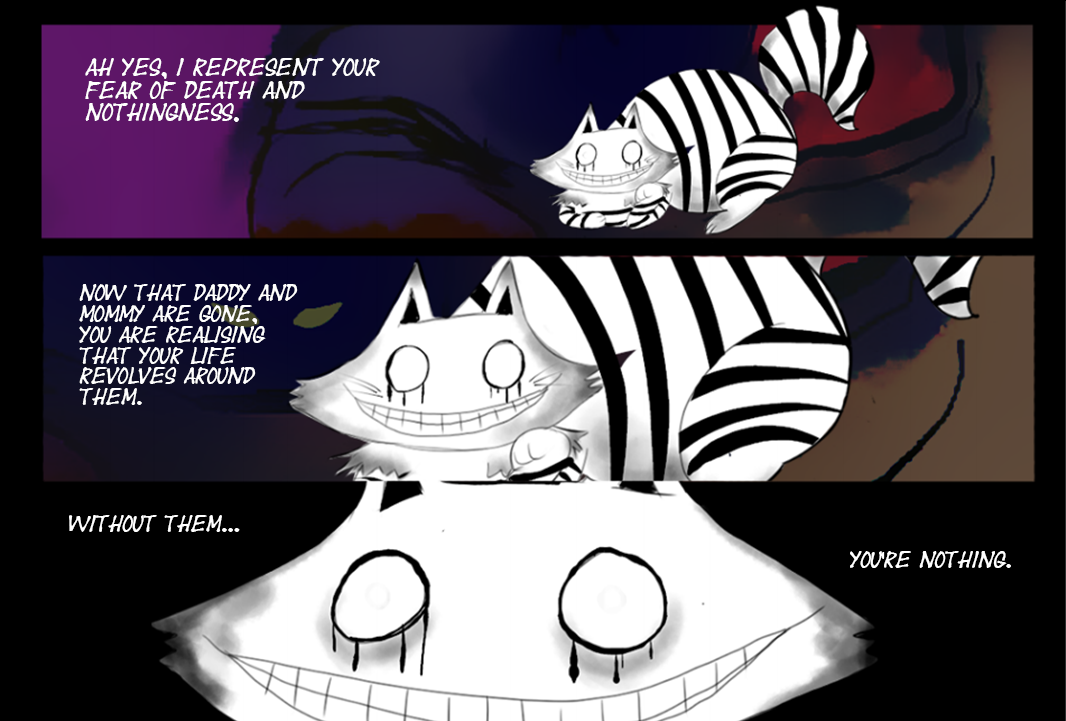 AH YES, I REPRESENT YOUR
FEAR OF DEATH AND
NOTHINGNESS.
NOW THAT DADDY AND
MOMMY ARE GONE,
YOU ARE REALISING
THAT YOUR LIFE
REVOLVES AROUND
THEM.
WITHOUT THEM...
YOU'RE NOTHING.